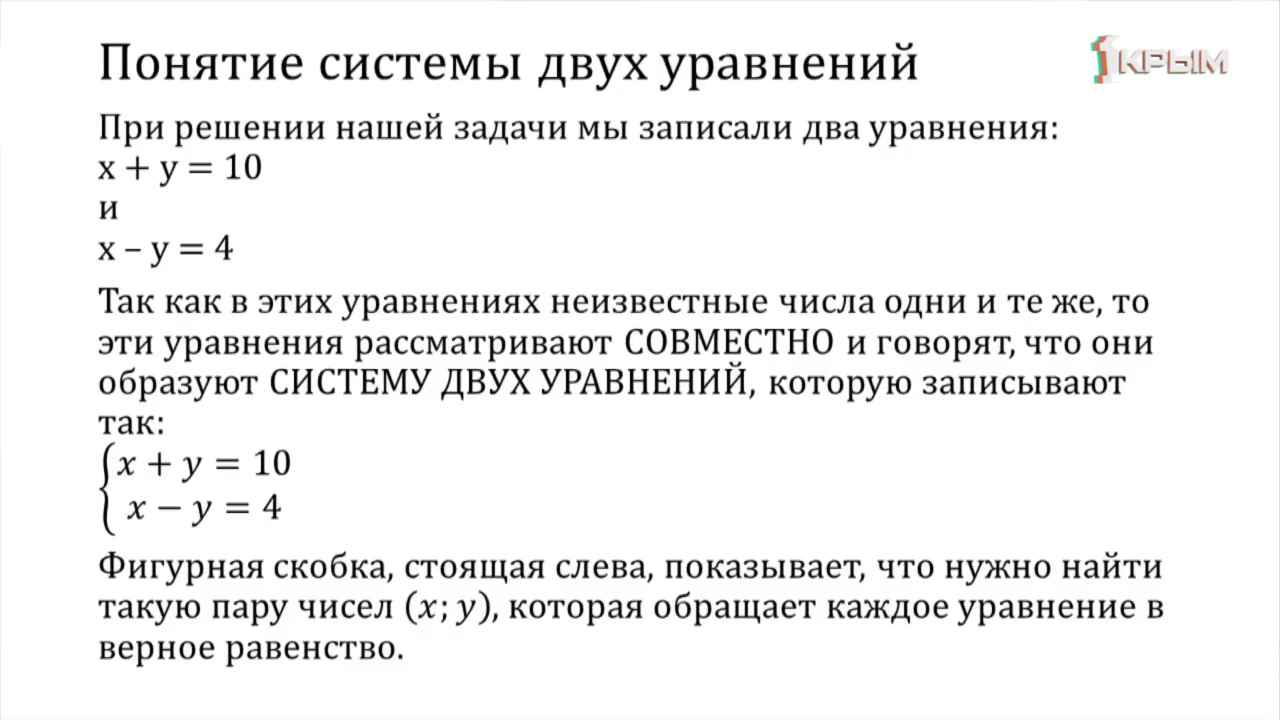 Понятие системы двух уравнений
1КРЫМ
При решении нашей задачи мы записали два уравнения:
x + y = 10
и
x – y = 4
Так как в этих уравнениях неизвестные числа одни и те же, то
эти уравнения рассматривают СОВМЕСТНО и говорят, что они
образуют СИСТЕМУ ДВУХ УРАВНЕНИЙ, которую записывают
так:
{x + y = 10
x − y = 4
Фигурная скобка, стоящая слева, показывает, что нужно найти
такую пару чисел (x; y), которая обращает каждое уравнение в
верное равенство.